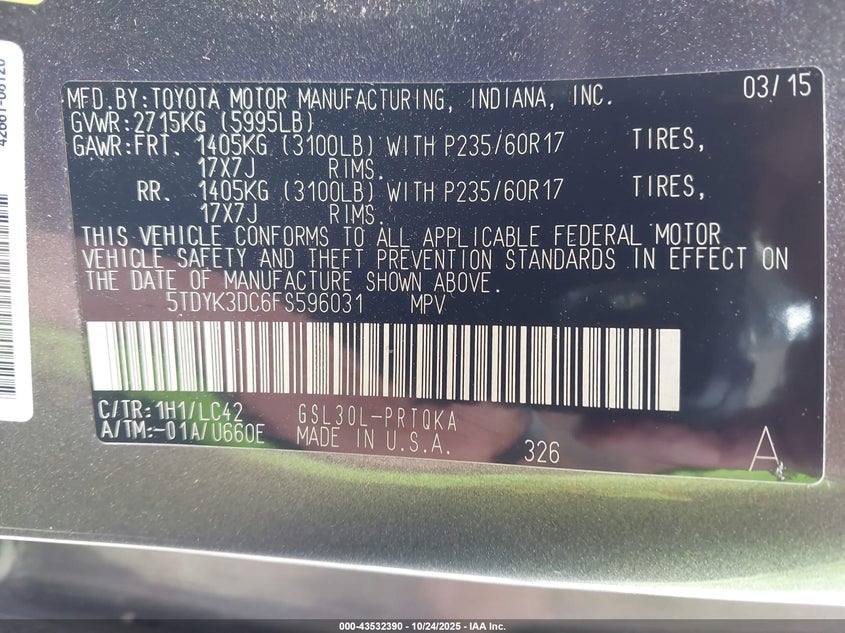 42661-08120
MFD.BY:TOYOTA MOTOR MANUFACTURING, INDIANA, INC. 03/15
GVWR:2715KG (5995LB)
GAWR:FRT. 1405KG (3100LB) WITH P235/60R17 TIRES,
17X7J RIMS.
RR. 1405KG (3100LB) WITH P235/60R17 TIRES,
17X7J RIMS.
THIS VEHICLE CONFORMS TO ALL APPLICABLE FEDERAL MOTOR
VEHICLE SAFETY AND THEFT PREVENTION STANDARDS IN EFFECT ON
THE DATE OF MANUFACTURE SHOWN ABOVE.
5TDYK3DC6FS596031 MPV
C/TR:1H1/LC42 GSL30L-PRTQKA
A/TM:-01A/U660E MADE IN U.S.A. 326 A
000-43532390 - 10/24/2025 - IAA Inc.